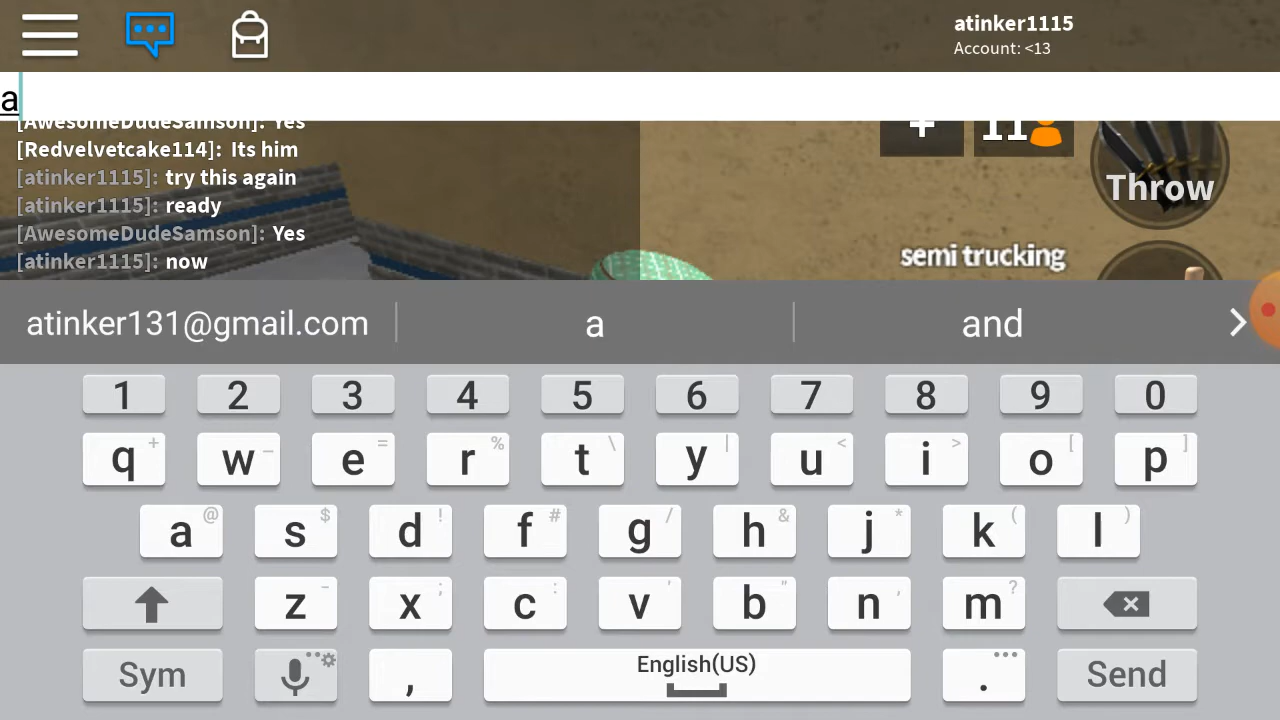 atinker1115
Account: <13
a
[AwesomeDudeSamson]: Yes
[Redvelvetcake114]: Its him
[atinker1115]: try this again
[atinker1115]: ready
[AwesomeDudeSamson]: Yes
[atinker1115]: now
+ 11
Throw
semi trucking
atinker131@gmail.com a and
1 2 3 4 5 6 7 8 9 0
q + w _ e = r % t \ y | u < i > o [ p ]
a @ s $ d ! f # g / h & j * k ( l )
z - x ; c : v ' b " n , m ?
Sym , English(US) . Send